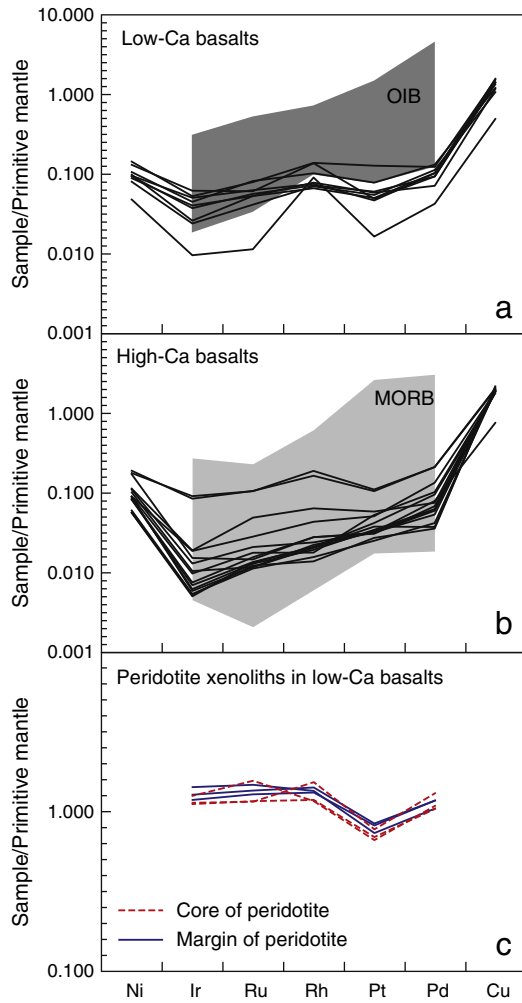 10.000
Low-Ca basalts
OIB
1.000
0.100
0.010
0.001
Sample/Primitive mantle
a
High-Ca basalts
MORB
1.000
0.100
0.010
0.001
Sample/Primitive mantle
b
Peridotite xenoliths in low-Ca basalts
1.000
0.100
Sample/Primitive mantle
Core of peridotite
Margin of peridotite
c
Ni Ir Ru Rh Pt Pd Cu